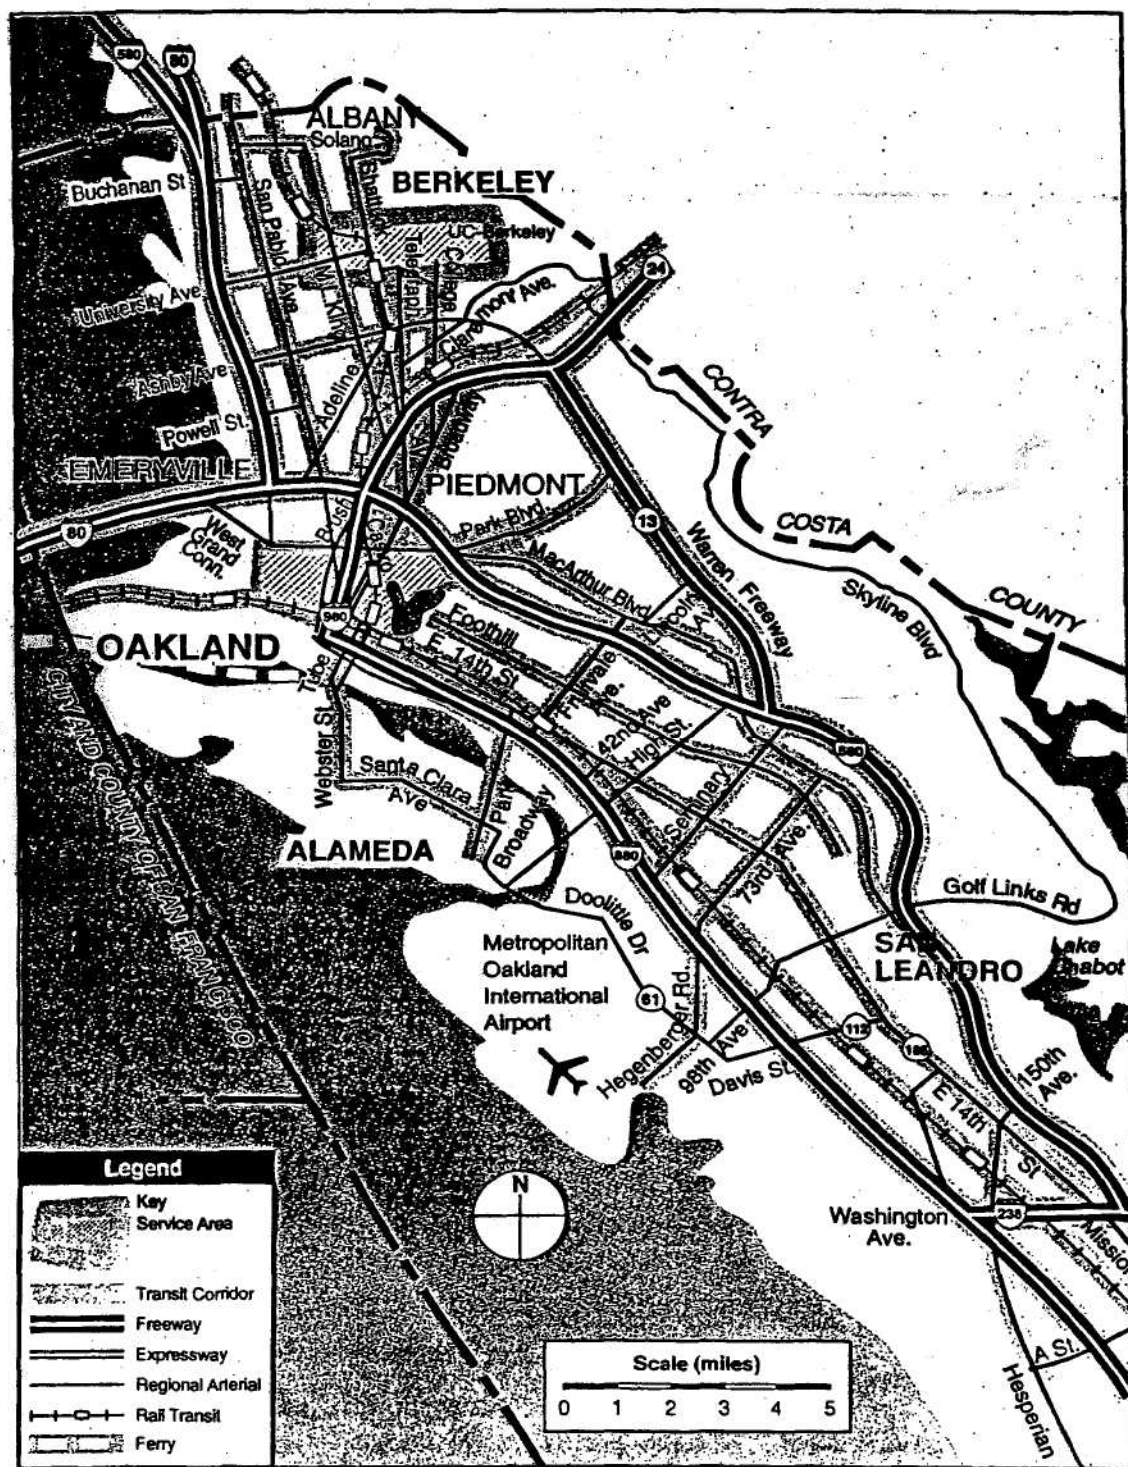 580
80
ALBANY
Solano
Buchanan St
Shattuck
BERKELEY
San Pablo Ave.
UC-Berkeley
Telegraph
College
24
University Ave
M. L. King
Claremont Ave.
Ashby Ave
Adeline
CONTRA
Powell St.
Broadway
EMERYVILLE
PIEDMONT
80
Park Blvd.
13
COSTA
West
Grand
Conn.
MacArthur Blvd
Warren Freeway
Skyline Blvd
COUNTY
980
Foothill
OAKLAND
E. 14th St
Tube
Fruitvale
Ave.
42nd Ave
High St.
580
CITY AND COUNTY OF SAN FRANCISCO
Webster St
Santa Clara
Ave
Park
Broadway
Seminary
ALAMEDA
880
73rd Ave.
Golf Links Rd
Doolittle Dr
Metropolitan
Oakland
International
Airport
SAN
LEANDRO
Lake
Chabot
61
Hegenberger Rd.
98th Ave
Davis St.
112
185
150th
Ave.
E 14th
St
N
Washington
Ave.
238
Mission
A St.
Hesperian
Legend
Key
Service Area
Transit Corridor
Freeway
Expressway
Regional Arterial
Rail Transit
Ferry
Scale (miles)
0 1 2 3 4 5